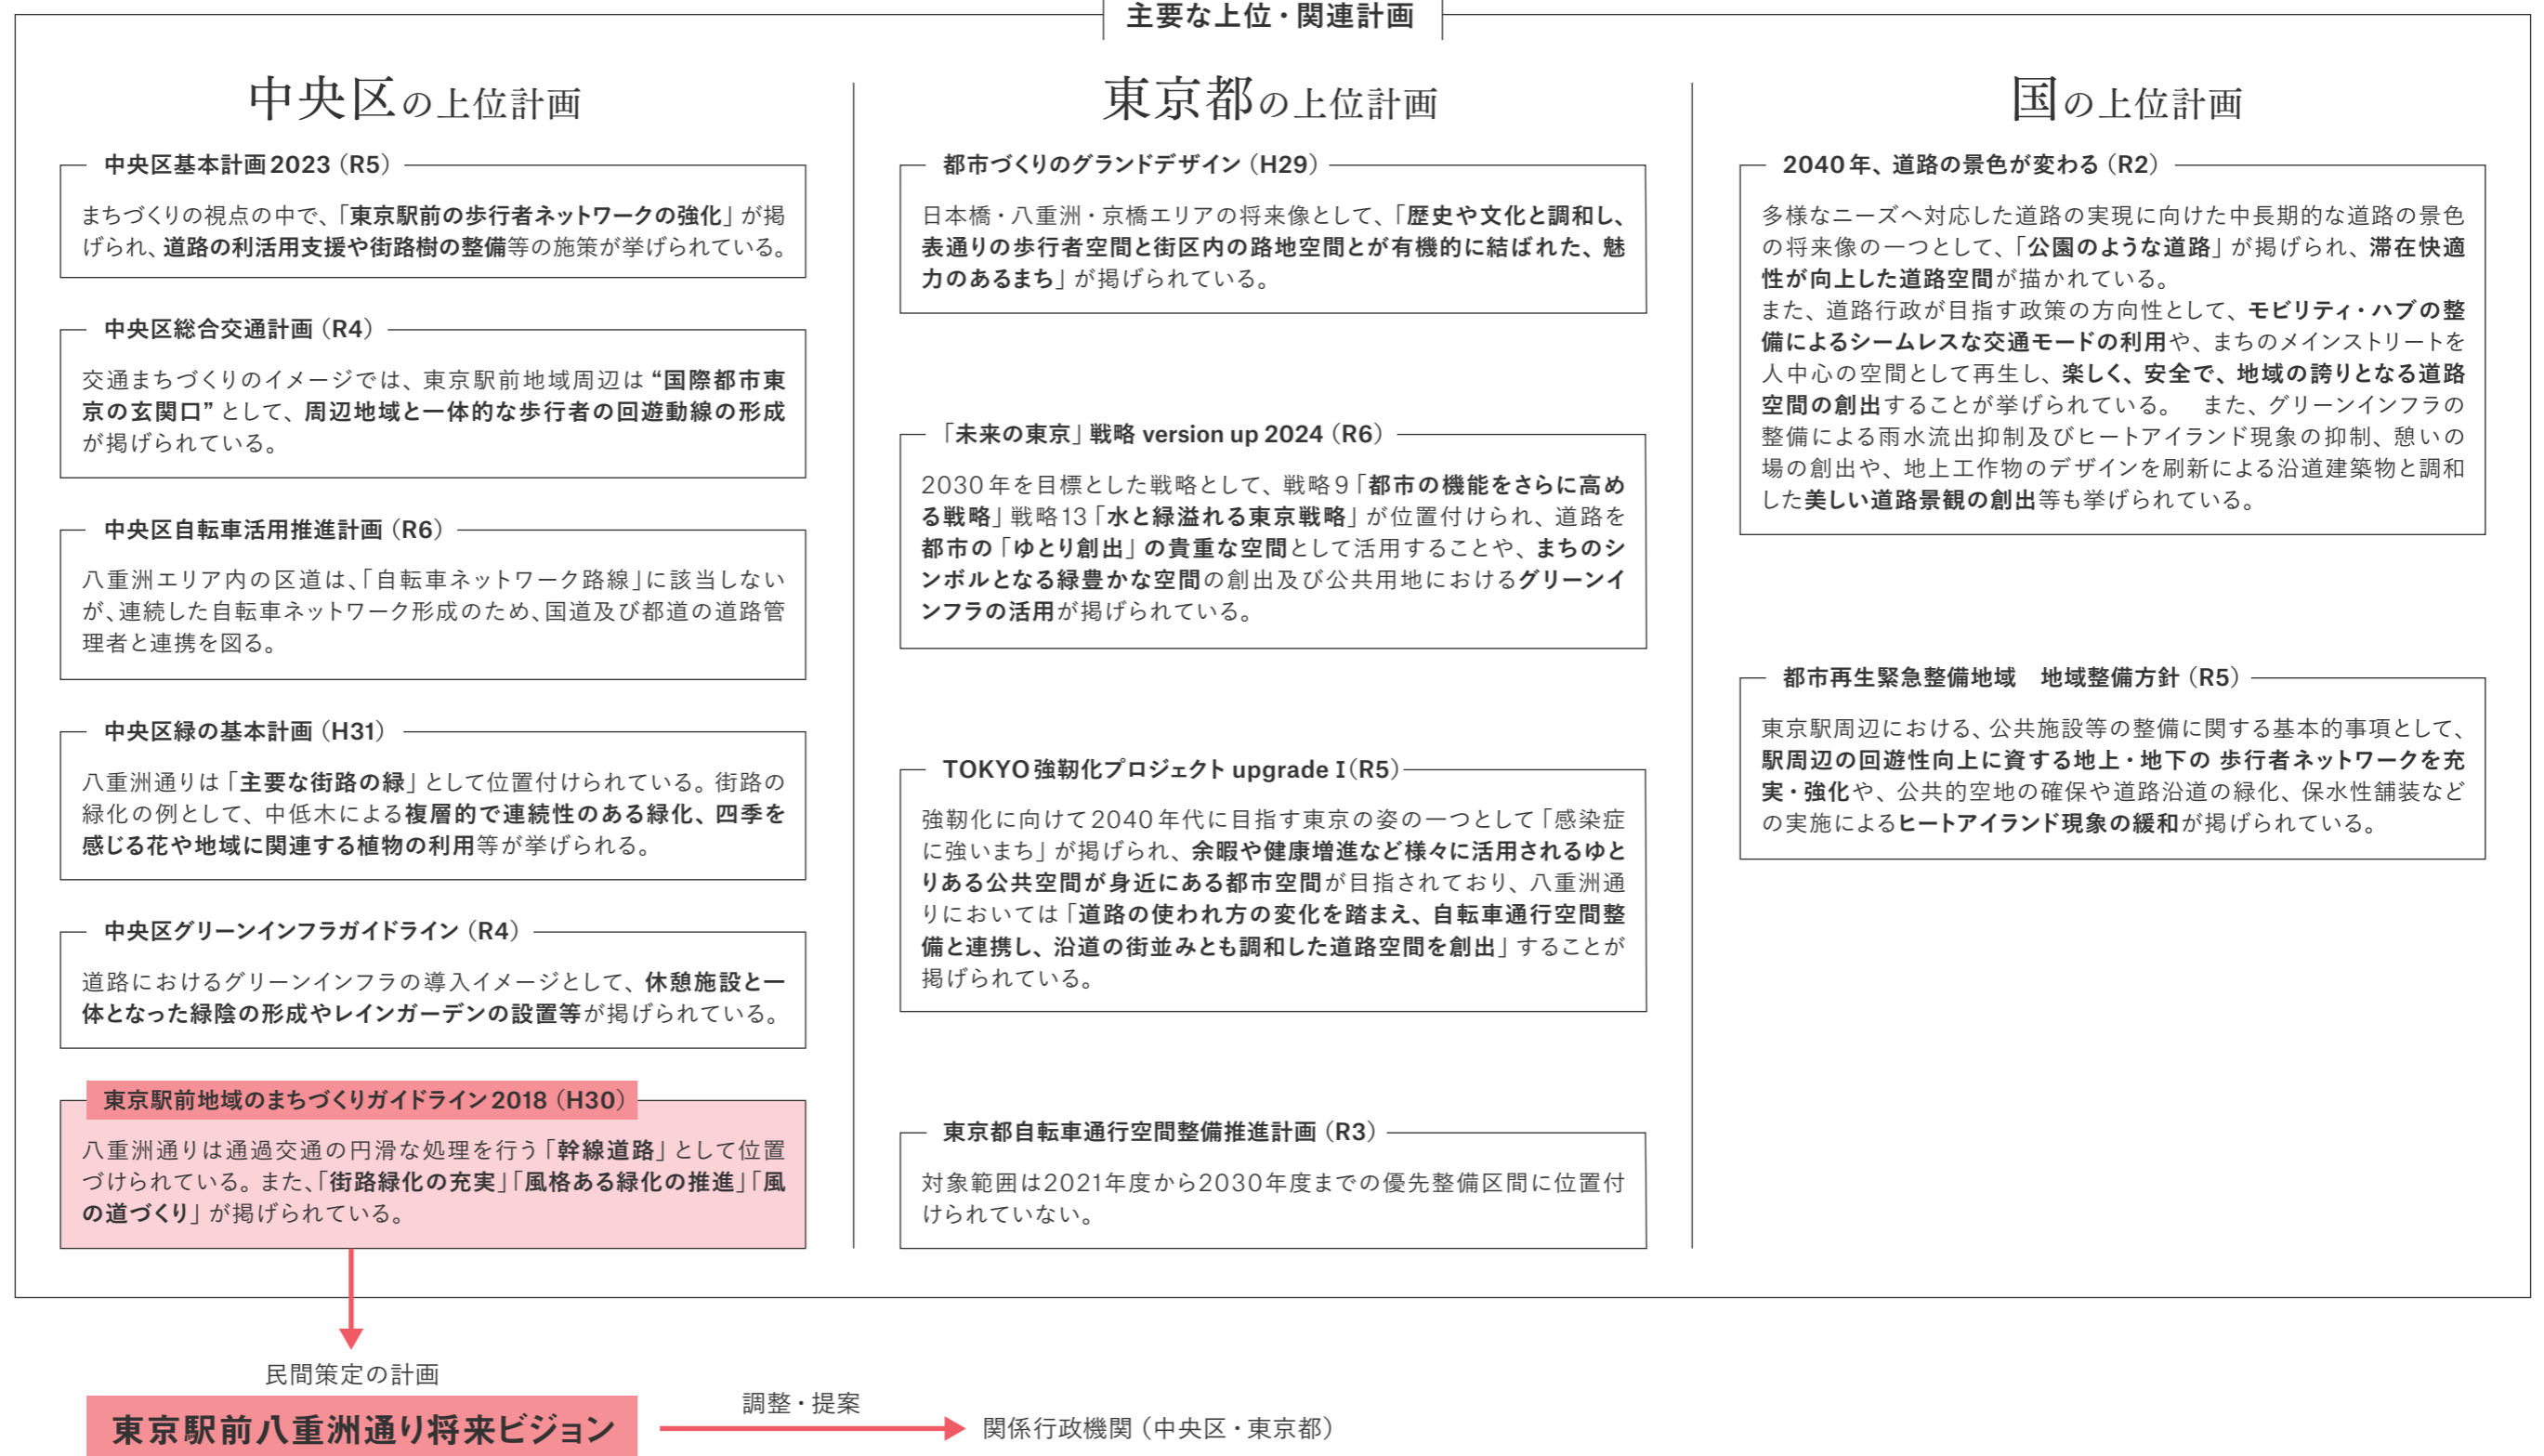 主要な上位・関連計画
中央区の上位計画
中央区基本計画2023（R5）
まちづくりの視点の中で、「東京駅前の歩行者ネットワークの強化」が掲
げられ、道路の利活用支援や街路樹の整備等の施策が挙げられている。
中央区総合交通計画（R4）
交通まちづくりのイメージでは、東京駅前地域周辺は“国際都市東
京の玄関口”として、周辺地域と一体的な歩行者の回遊動線の形成
が掲げられている。
中央区自転車活用推進計画（R6）
八重洲エリア内の区道は、「自転車ネットワーク路線」に該当しない
が、連続した自転車ネットワーク形成のため、国道及び都道の道路管
理者と連携を図る。
中央区緑の基本計画（H31）
八重洲通りは「主要な街路の緑」として位置付けられている。街路の
緑化の例として、中低木による複層的で連続性のある緑化、四季を
感じる花や地域に関連する植物の利用等が挙げられる。
中央区グリーンインフラガイドライン（R4）
道路におけるグリーンインフラの導入イメージとして、休憩施設と一
体となった緑陰の形成やレインガーデンの設置等が掲げられている。
東京駅前地域のまちづくりガイドライン2018（H30）
八重洲通りは通過交通の円滑な処理を行う「幹線道路」として位置
づけられている。また、「街路緑化の充実」「風格ある緑化の推進」「風
の道づくり」が掲げられている。
東京都の上位計画
都市づくりのグランドデザイン（H29）
日本橋・八重洲・京橋エリアの将来像として、「歴史や文化と調和し、
表通りの歩行者空間と街区内の路地空間とが有機的に結ばれた、魅
力のあるまち」が掲げられている。
「未来の東京」戦略 version up 2024（R6）
2030年を目標とした戦略として、戦略9「都市の機能をさらに高め
る戦略」戦略13「水と緑溢れる東京戦略」が位置付けられ、道路を
都市の「ゆとり創出」の貴重な空間として活用することや、まちのシ
ンボルとなる緑豊かな空間の創出及び公共用地におけるグリーンイ
ンフラの活用が掲げられている。
TOKYO強靭化プロジェクト upgrade I（R5）
強靭化に向けて2040年代に目指す東京の姿の一つとして「感染症
に強いまち」が掲げられ、余暇や健康増進など様々に活用されるゆと
りある公共空間が身近にある都市空間が目指されており、八重洲通
りにおいては「道路の使われ方の変化を踏まえ、自転車通行空間整
備と連携し、沿道の街並みとも調和した道路空間を創出」することが
掲げられている。
東京都自転車通行空間整備推進計画（R3）
対象範囲は2021年度から2030年度までの優先整備区間に位置付
けられていない。
国の上位計画
2040年、道路の景色が変わる（R2）
多様なニーズへ対応した道路の実現に向けた中長期的な道路の景色
の将来像の一つとして、「公園のような道路」が掲げられ、滞在快適
性が向上した道路空間が描かれている。
また、道路行政が目指す政策の方向性として、モビリティ・ハブの整
備によるシームレスな交通モードの利用や、まちのメインストリートを
人中心の空間として再生し、楽しく、安全で、地域の誇りとなる道路
空間の創出することが挙げられている。　また、グリーンインフラの
整備による雨水流出抑制及びヒートアイランド現象の抑制、憩いの
場の創出や、地上工作物のデザインを刷新による沿道建築物と調和
した美しい道路景観の創出等も挙げられている。
都市再生緊急整備地域　地域整備方針（R5）
東京駅周辺における、公共施設等の整備に関する基本的事項として、
駅周辺の回遊性向上に資する地上・地下の 歩行者ネットワークを充
実・強化や、公共的空地の確保や道路沿道の緑化、保水性舗装など
の実施によるヒートアイランド現象の緩和が掲げられている。
民間策定の計画
東京駅前八重洲通り将来ビジョン
調整・提案
関係行政機関（中央区・東京都）